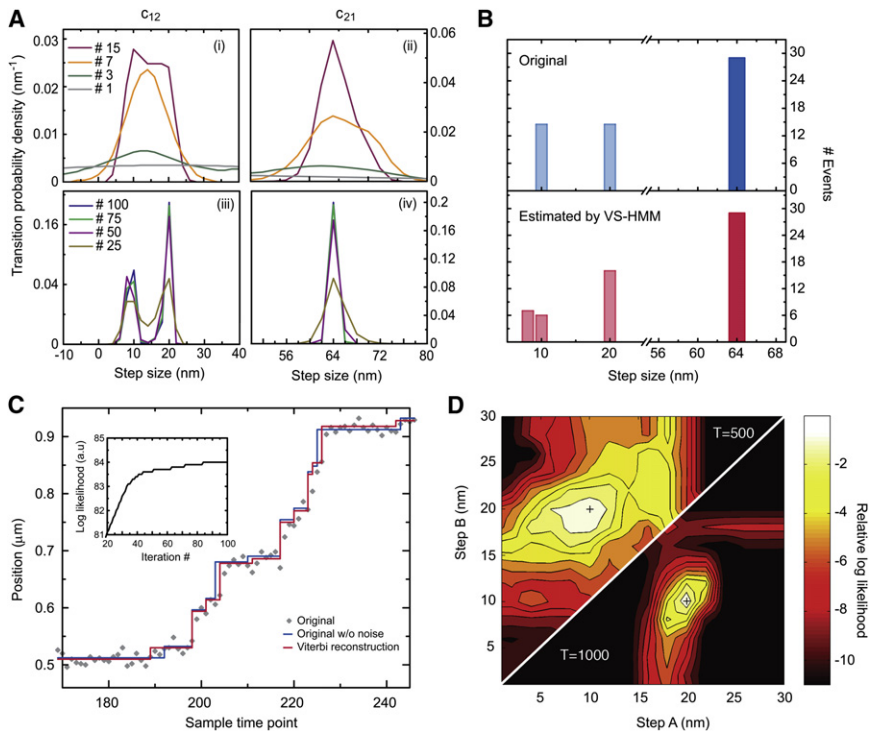 A
c12
c21
(i)
(ii)
# 15
# 7
# 3
# 1
0.03
0.02
0.01
0.00
0.06
0.04
0.02
0.00
Transition probability density (nm-1)
(iii)
(iv)
# 100
# 75
# 50
# 25
0.16
0.04
0
0.2
0.16
0.12
0.08
0.04
0
-10 0 10 20 30 40
56 64 72 80
Step size (nm)
Step size (nm)
B
Original
30
24
18
12
6
0
# Events
Estimated by VS-HMM
30
24
18
12
6
0
10 20 56 60 64 68
Step size (nm)
C
0.9
0.8
0.7
0.6
0.5
Position (μm)
85
84
83
82
81
Log likelihood (a.u)
20 40 60 80 100
Iteration #
Original
Original w/o noise
Viterbi reconstruction
180 200 220 240
Sample time point
D
30
25
20
15
10
5
Step B (nm)
T=500
T=1000
5 10 15 20 25 30
Step A (nm)
-2
-4
-6
-8
-10
Relative log likelihood